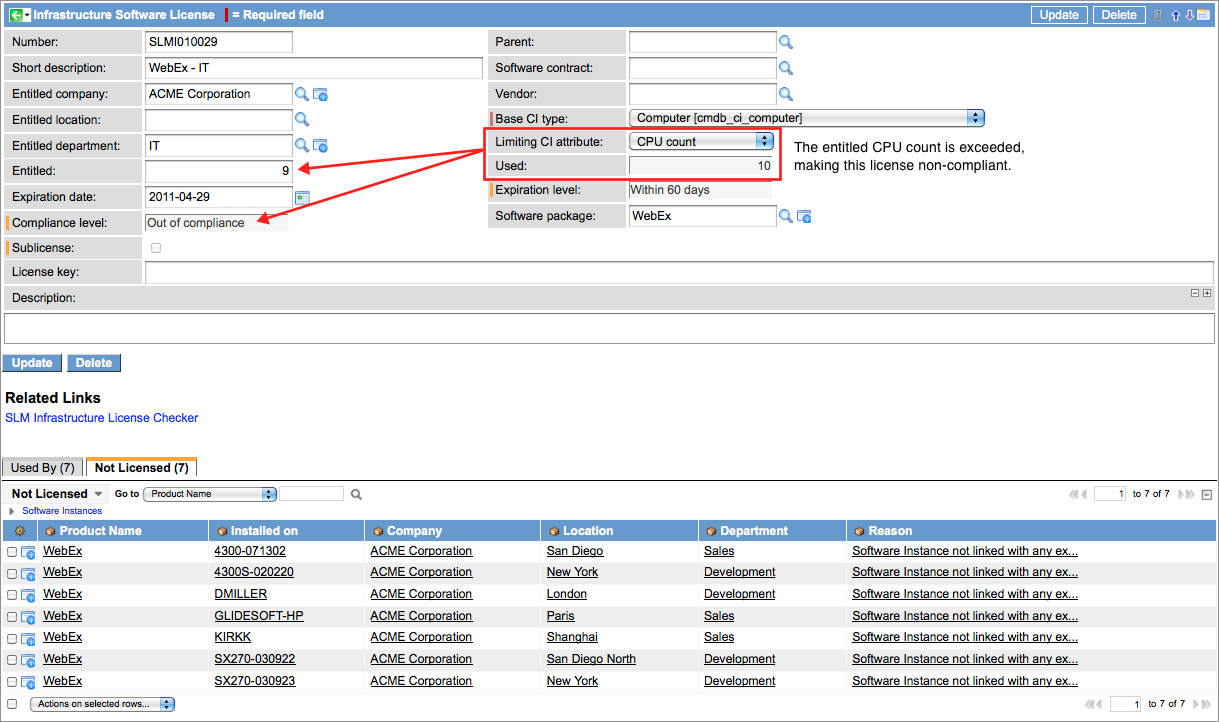 Infrastructure Software License = Required field Update Delete
Number: SLMI010029 Parent:
Short description: WebEx - IT Software contract:
Entitled company: ACME Corporation Vendor:
Entitled location: Base CI type: Computer [cmdb_ci_computer]
Entitled department: IT Limiting CI attribute: CPU count The entitled CPU count is exceeded,
Entitled: 9 Used: 10 making this license non-compliant.
Expiration date: 2011-04-29 Expiration level: Within 60 days
Compliance level: Out of compliance Software package: WebEx
Sublicense:
License key:
Description:
Update Delete
Related Links
SLM Infrastructure License Checker
Used By (7) Not Licensed (7)
Not Licensed Go to Product Name 1 to 7 of 7
Software Instances
Product Name Installed on Company Location Department Reason
WebEx 4300-071302 ACME Corporation San Diego Sales Software Instance not linked with any ex...
WebEx 4300S-020220 ACME Corporation New York Development Software Instance not linked with any ex...
WebEx DMILLER ACME Corporation London Development Software Instance not linked with any ex...
WebEx GLIDESOFT-HP ACME Corporation Paris Sales Software Instance not linked with any ex...
WebEx KIRKK ACME Corporation Shanghai Sales Software Instance not linked with any ex...
WebEx SX270-030922 ACME Corporation San Diego North Development Software Instance not linked with any ex...
WebEx SX270-030923 ACME Corporation New York Development Software Instance not linked with any ex...
Actions on selected rows... 1 to 7 of 7